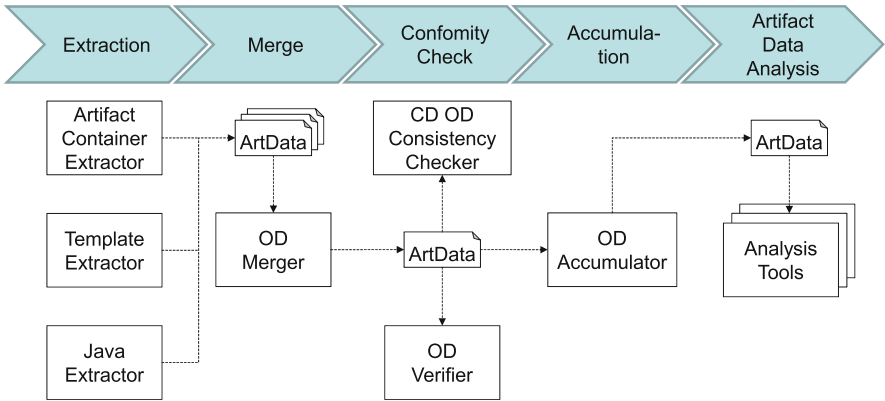 Extraction
Merge
Confomity
Check
Accumula-
tion
Artifact
Data
Analysis
Artifact
Container
Extractor
ArtData
CD OD
Consistency
Checker
ArtData
Template
Extractor
OD
Merger
ArtData
OD
Accumulator
Analysis
Tools
Java
Extractor
OD
Verifier